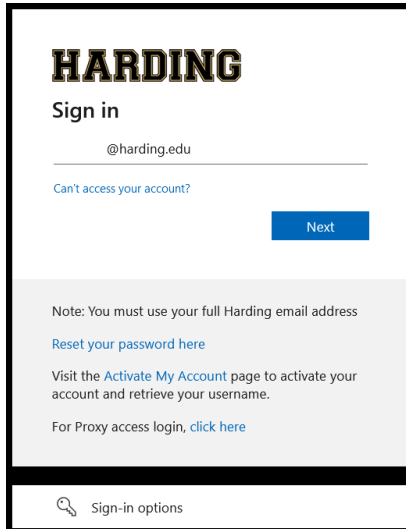 HARDING
Sign in
@harding.edu
Can't access your account?
Next
Note: You must use your full Harding email address
Reset your password here
Visit the Activate My Account page to activate your
account and retrieve your username.
For Proxy access login, click here
Sign-in options